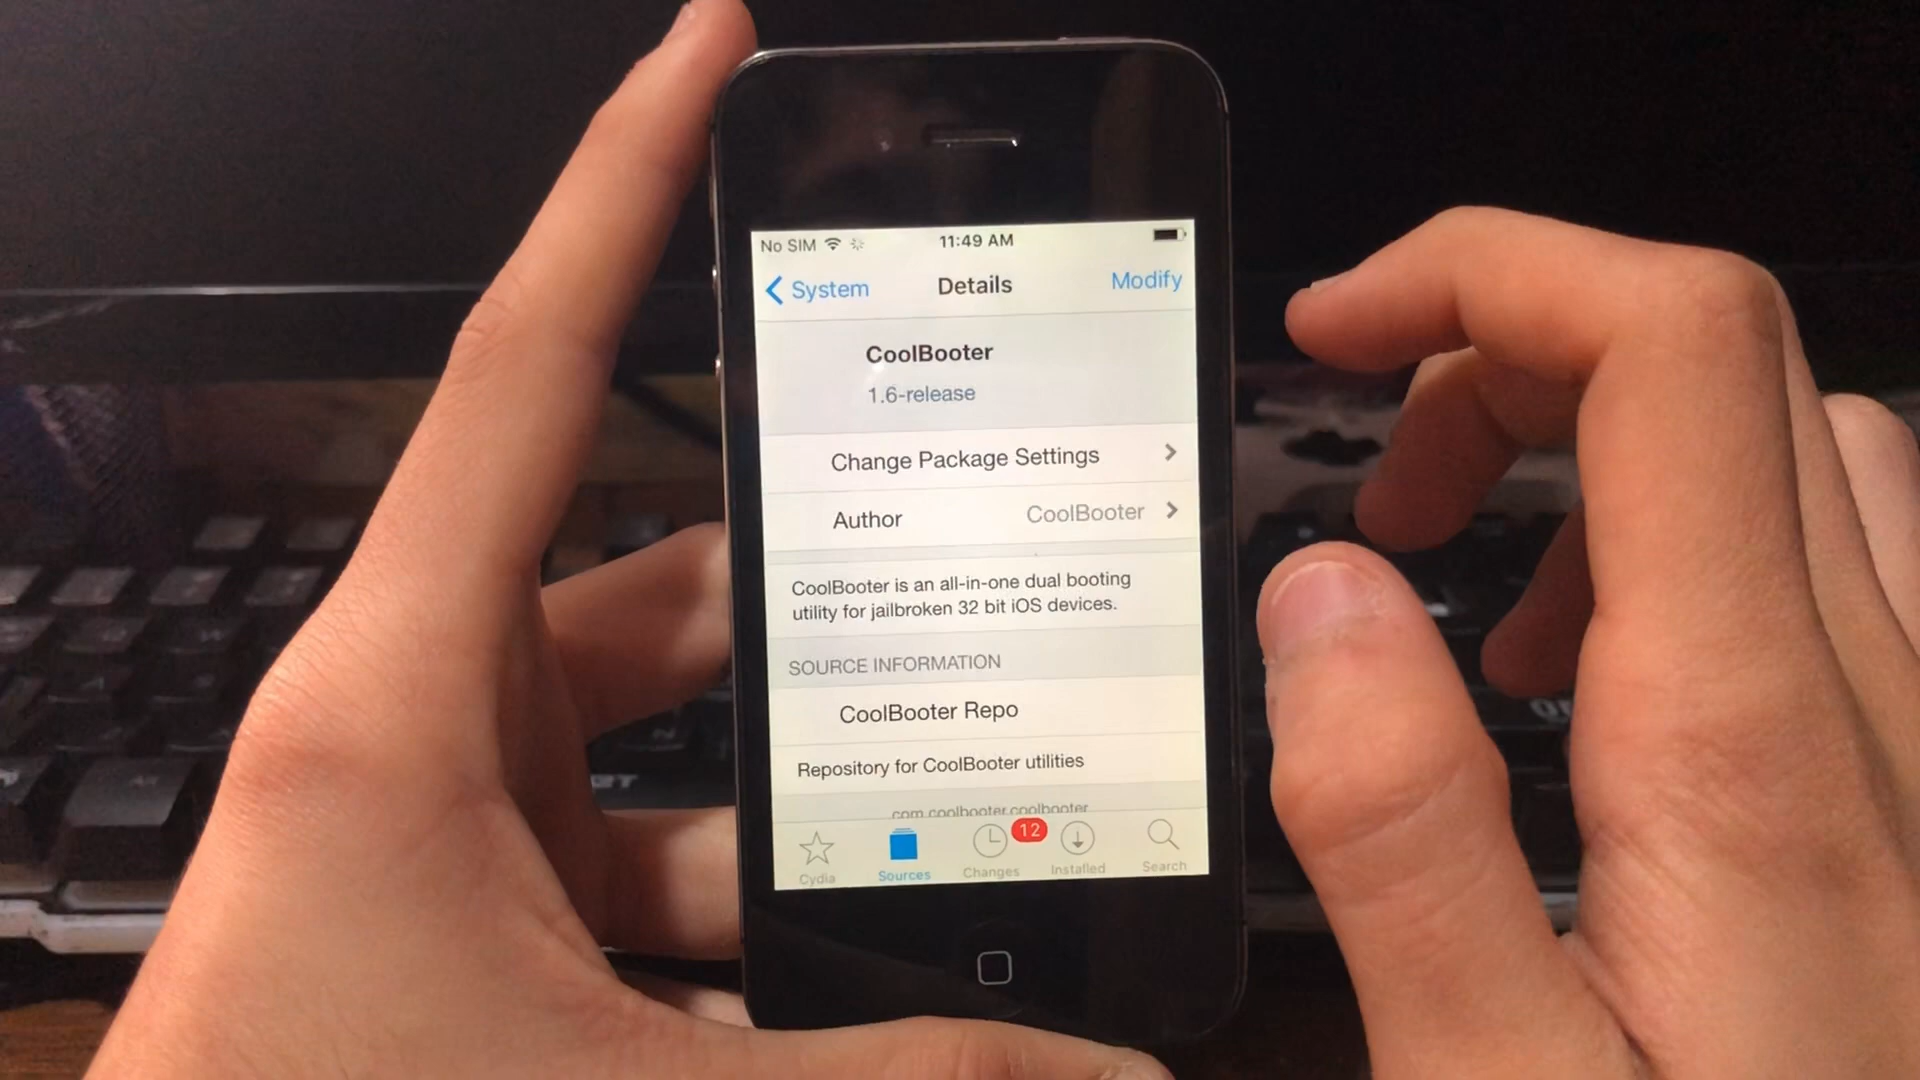 No SIM 11:49 AM
System Details Modify
CoolBooter
1.6-release
Change Package Settings
Author CoolBooter
CoolBooter is an all-in-one dual booting
utility for jailbroken 32 bit iOS devices.
SOURCE INFORMATION
CoolBooter Repo
Repository for CoolBooter utilities
com.coolbooter.coolbooter
12
Cydia Sources Changes Installed Search